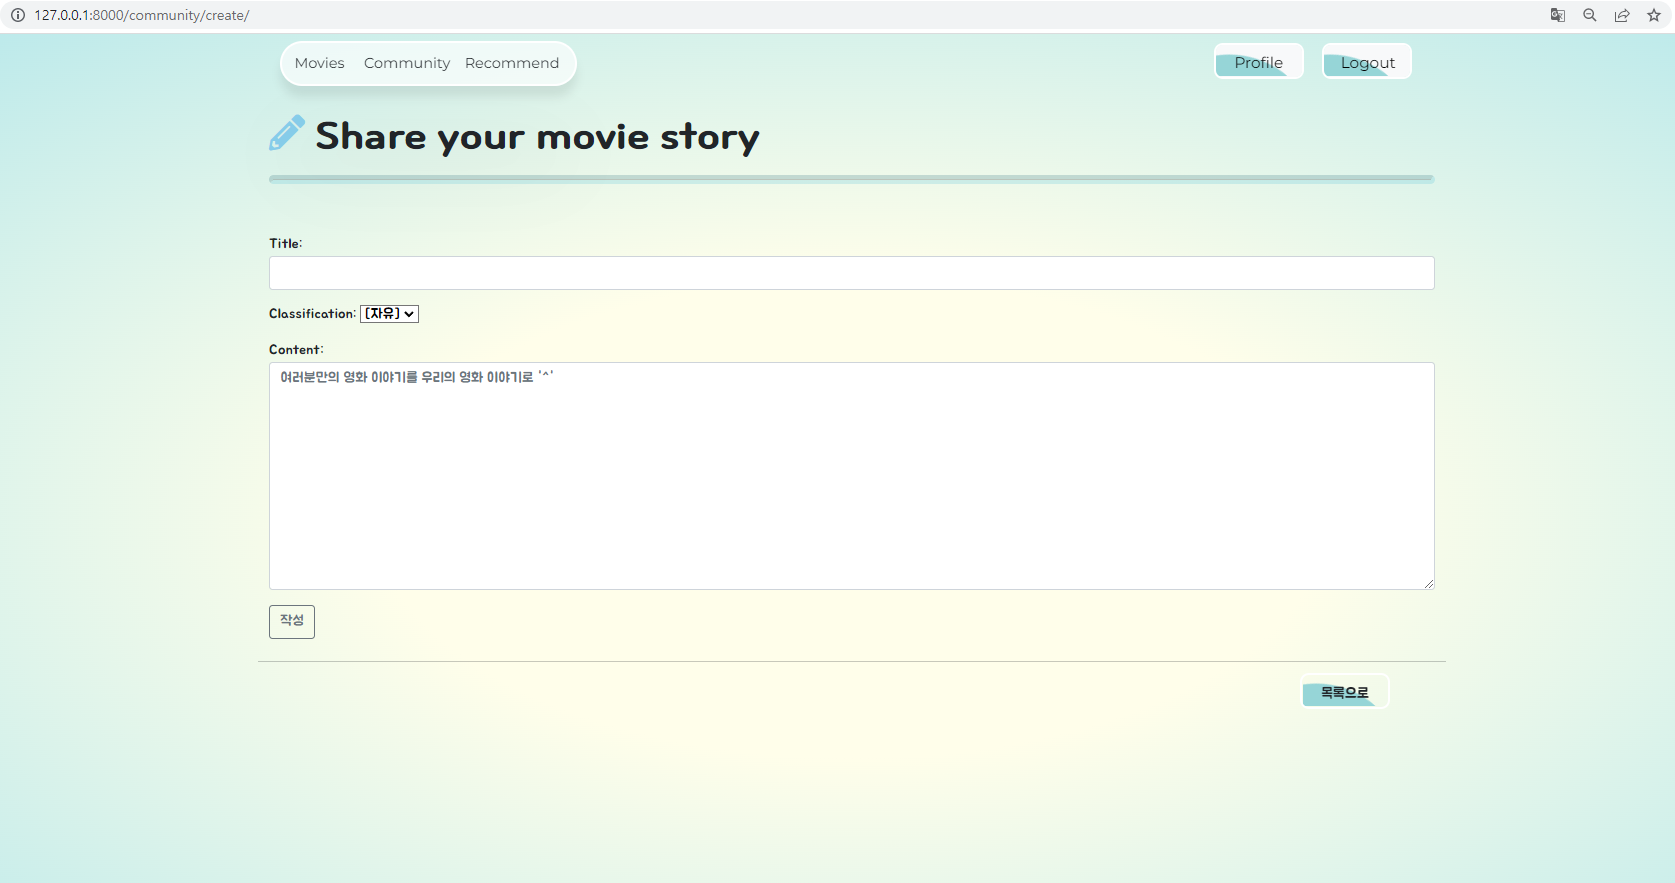 127.0.0.1:8000/community/create/
Movies Community Recommend Profile Logout
Share your movie story
Title:
Classification: [자유]
Content:
여러분만의 영화 이야기를 우리의 영화 이야기로 '^'
작성
목록으로